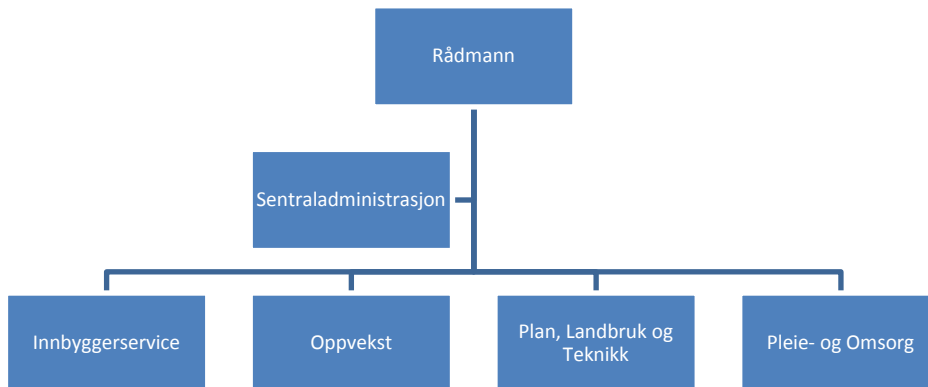 Rådmann
Sentraladministrasjon
Innbyggerservice
Oppvekst
Plan, Landbruk og
Teknikk
Pleie- og Omsorg